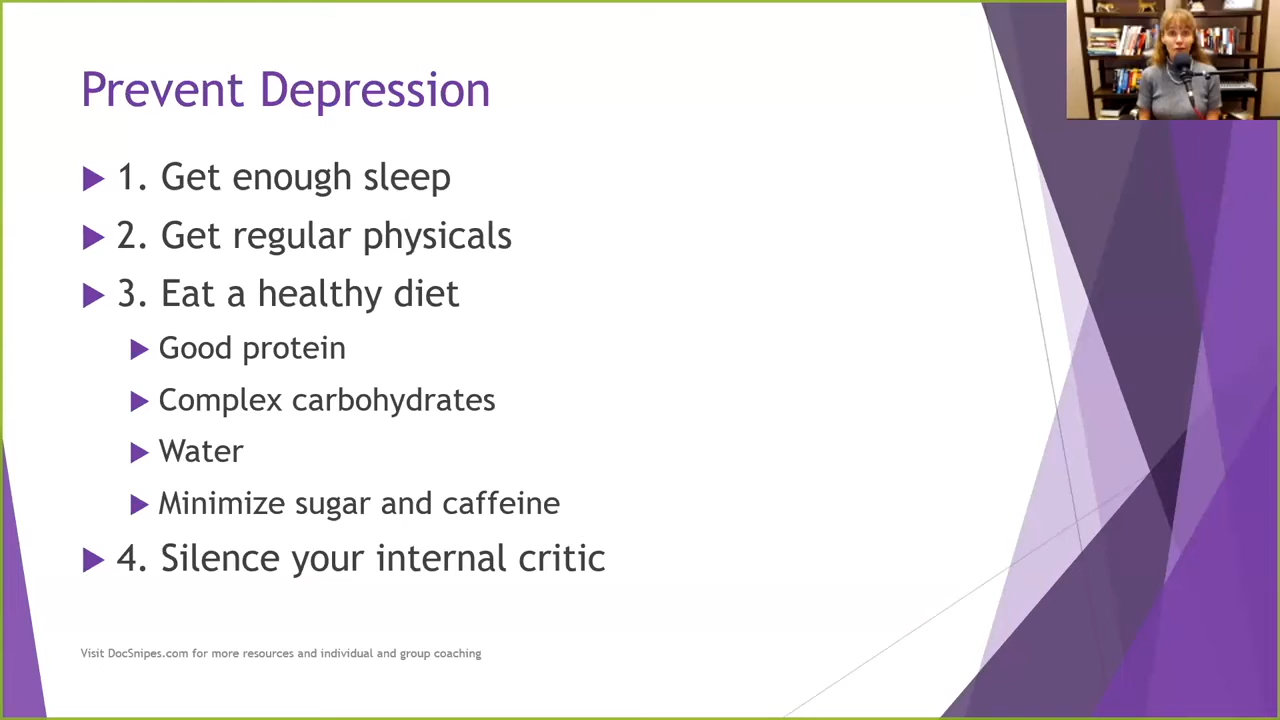 Prevent Depression
1. Get enough sleep
2. Get regular physicals
3. Eat a healthy diet
Good protein
Complex carbohydrates
Water
Minimize sugar and caffeine
4. Silence your internal critic
Visit DocSnipes.com for more resources and individual and group coaching